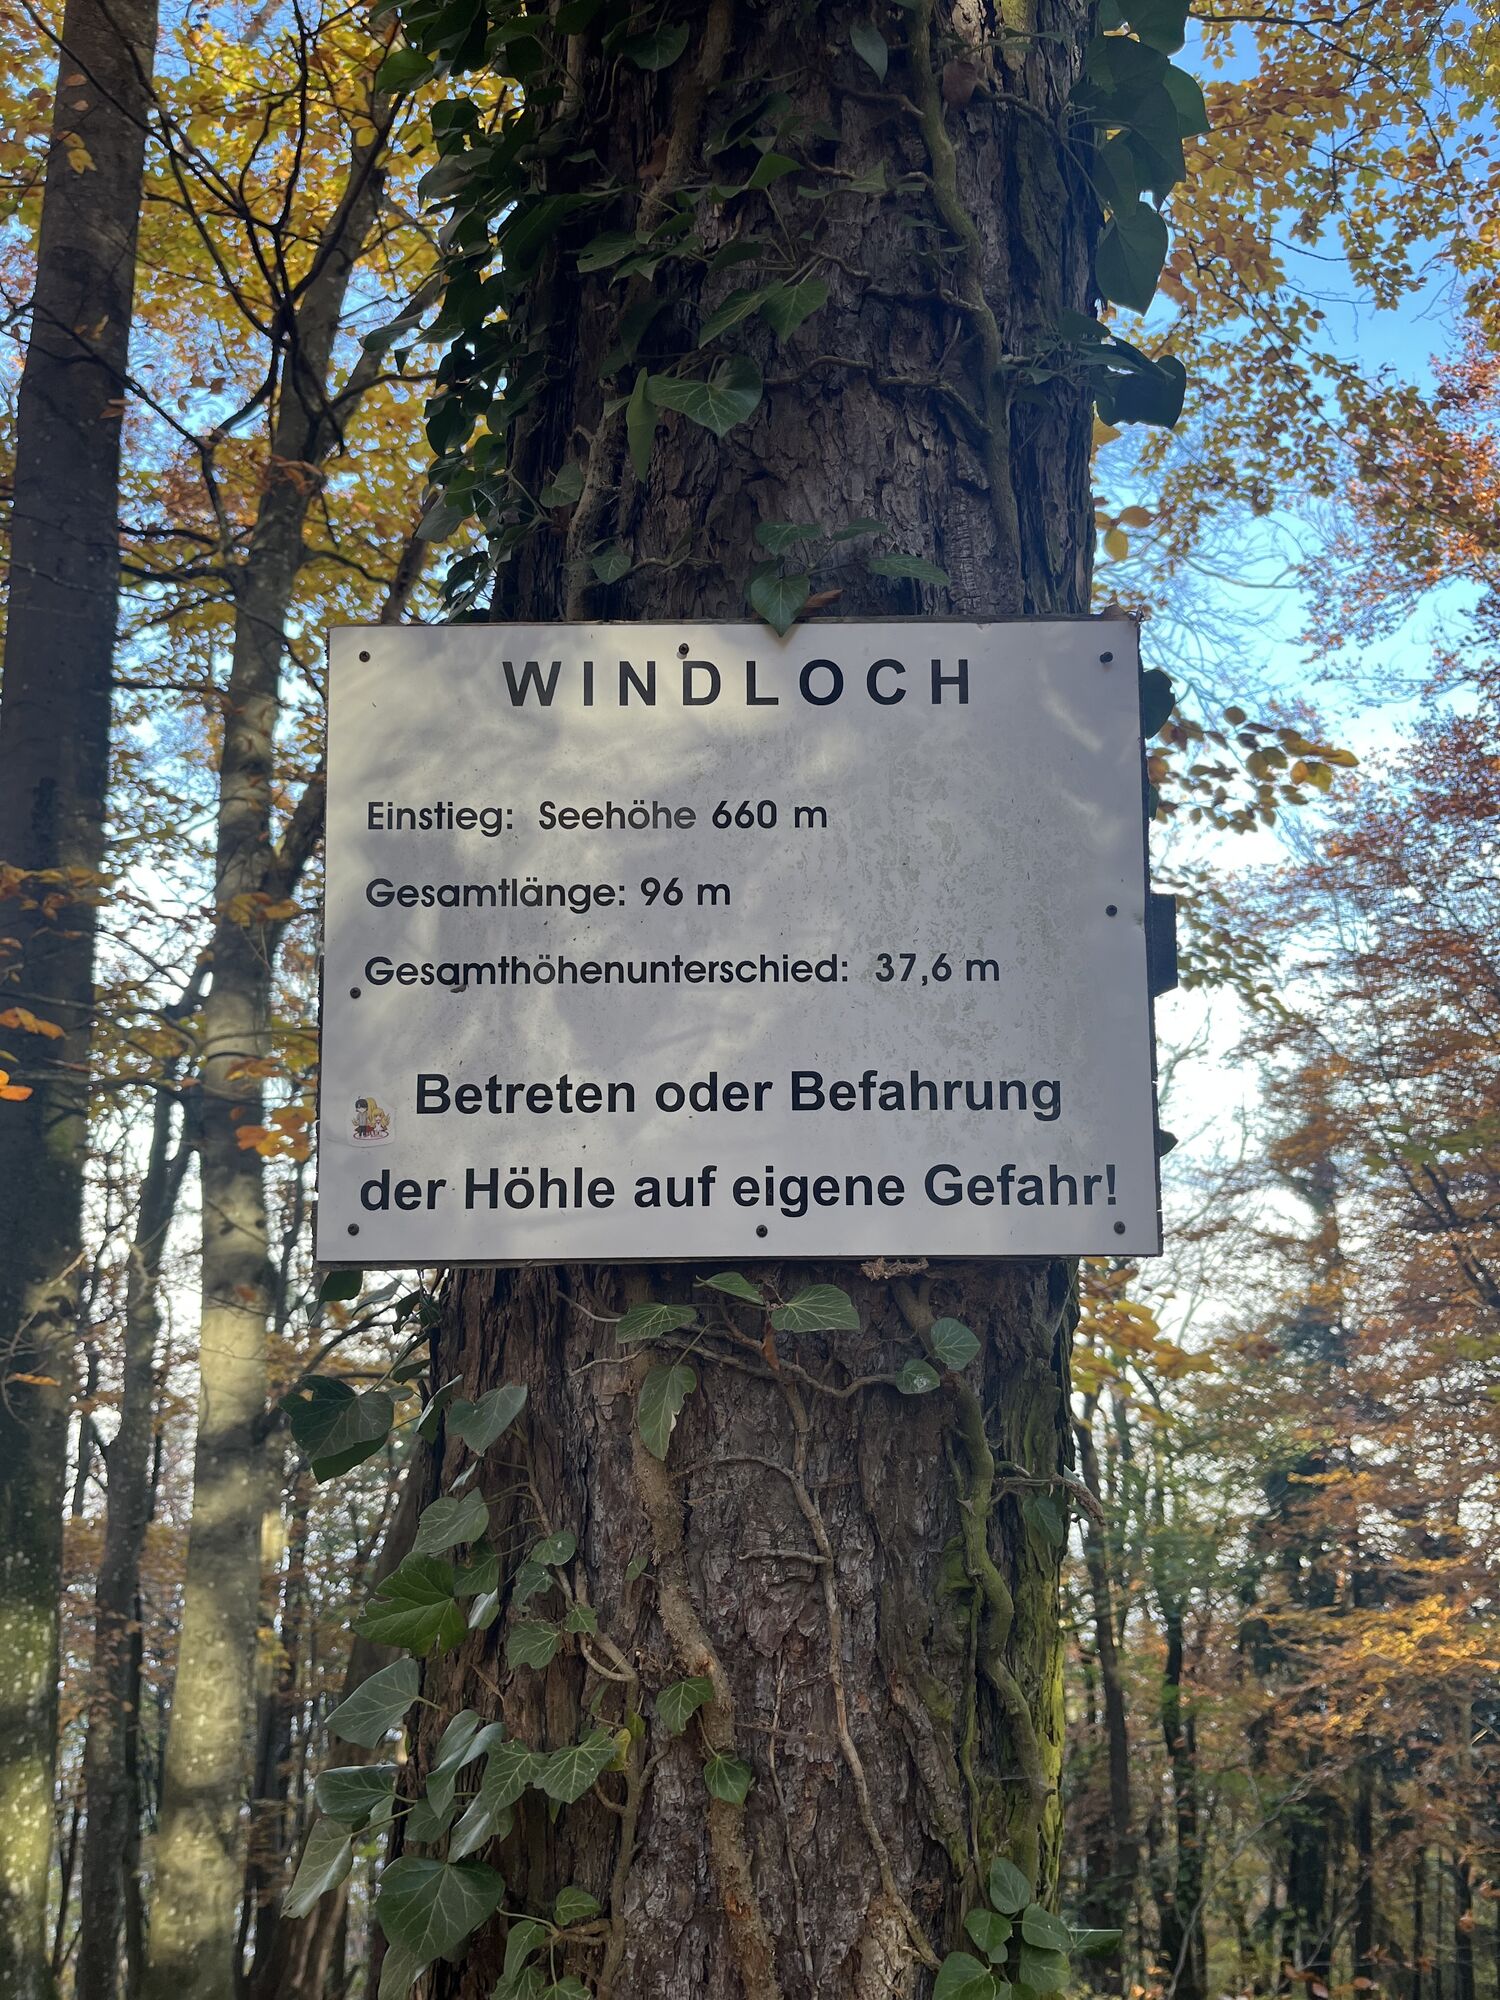 WINDLOCH
Einstieg: Seehöhe 660 m
Gesamtlänge: 96 m
Gesamthöhenunterschied: 37,6 m
Betreten oder Befahrung
der Höhle auf eigene Gefahr!